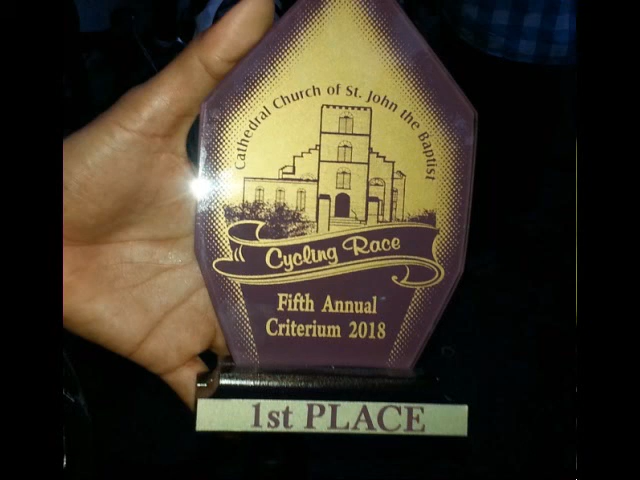 Cathedral Church of St. John the Baptist
Cycling Race
Fifth Annual
Criterium 2018
1st PLACE